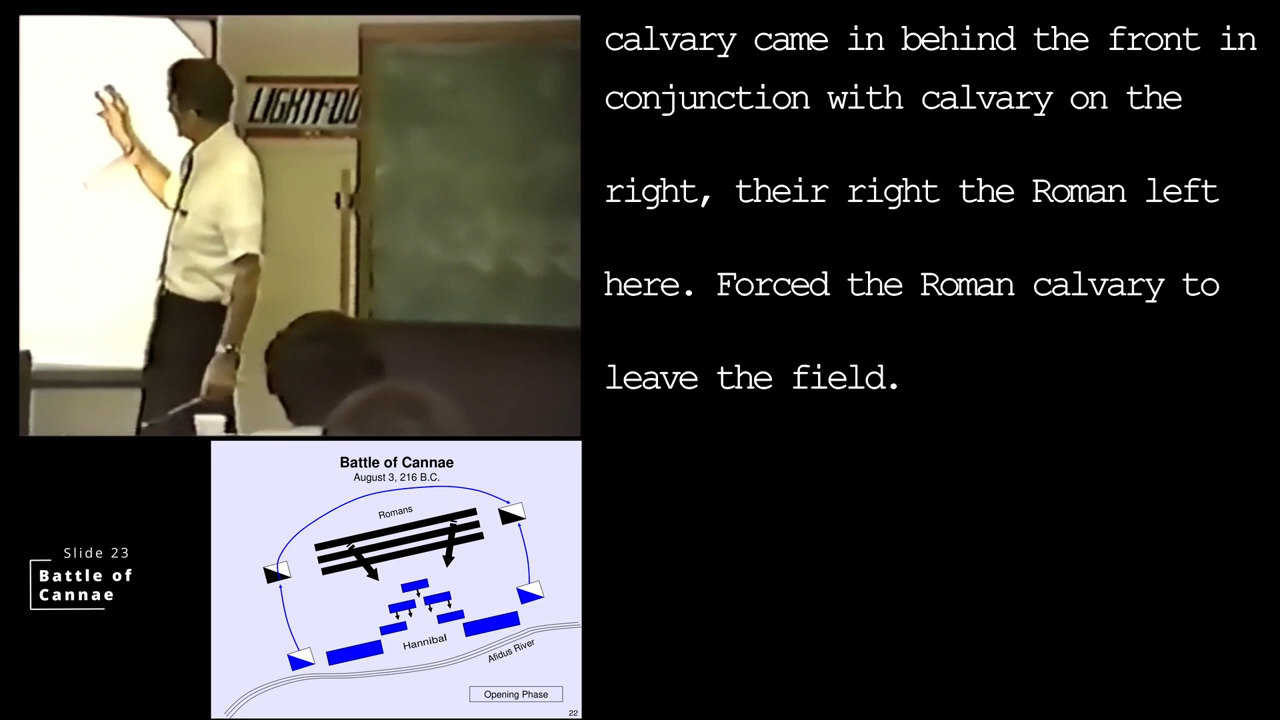 LIGHTFOO
calvary came in behind the front in
conjunction with calvary on the
right, their right the Roman left
here. Forced the Roman calvary to
leave the field.
Slide 23
Battle of
Cannae
Battle of Cannae
August 3, 216 B.C.
Romans
Hannibal
Afidus River
Opening Phase
22